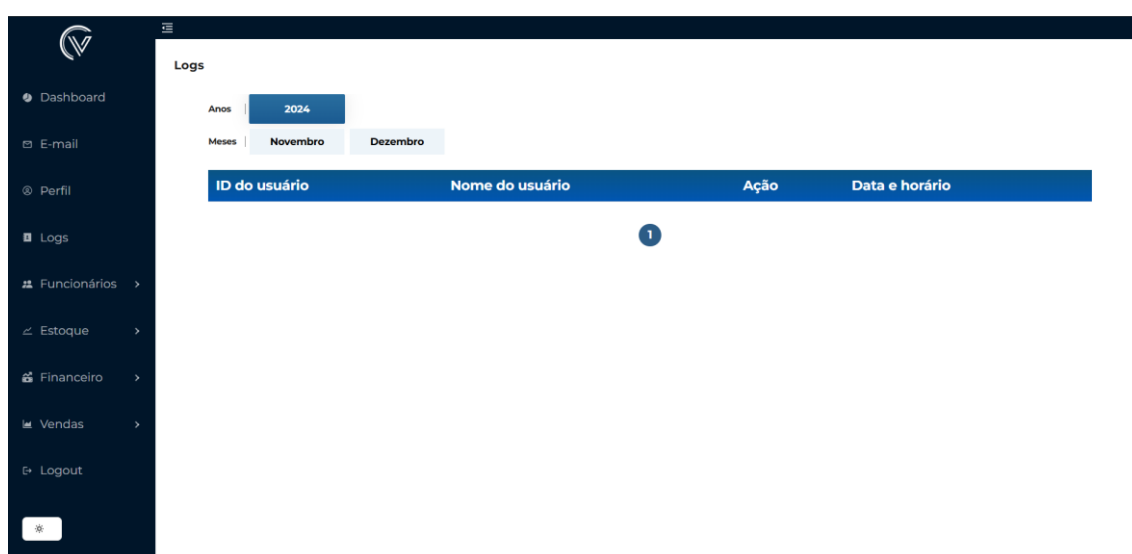 Dashboard
E-mail
Perfil
Logs
Funcionários
Estoque
Financeiro
Vendas
Logout
Logs
Anos
2024
Meses
Novembro
Dezembro
ID do usuário Nome do usuário Ação Data e horário
1